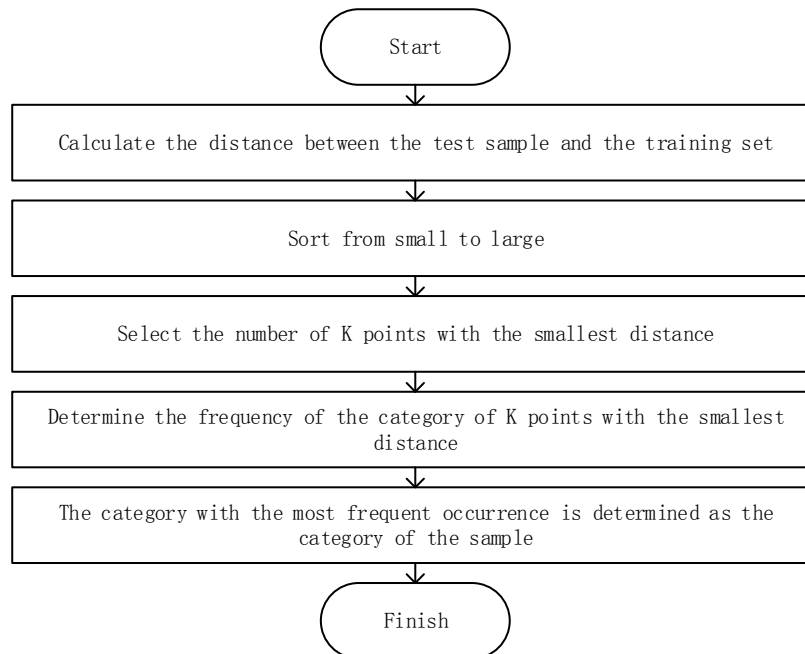 Start
Calculate the distance between the test sample and the training set
Sort from small to large
Select the number of K points with the smallest distance
Determine the frequency of the category of K points with the smallest
distance
The category with the most frequent occurrence is determined as the
category of the sample
Finish